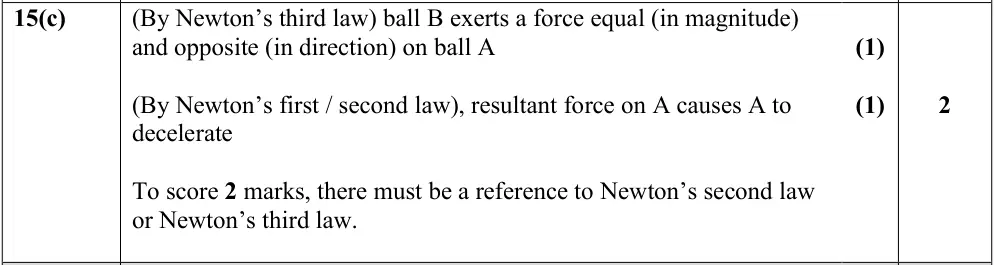 15(c) (By Newton’s third law) ball B exerts a force equal (in magnitude)
and opposite (in direction) on ball A (1)
(By Newton’s first / second law), resultant force on A causes A to (1) 2
decelerate
To score 2 marks, there must be a reference to Newton’s second law
or Newton’s third law.